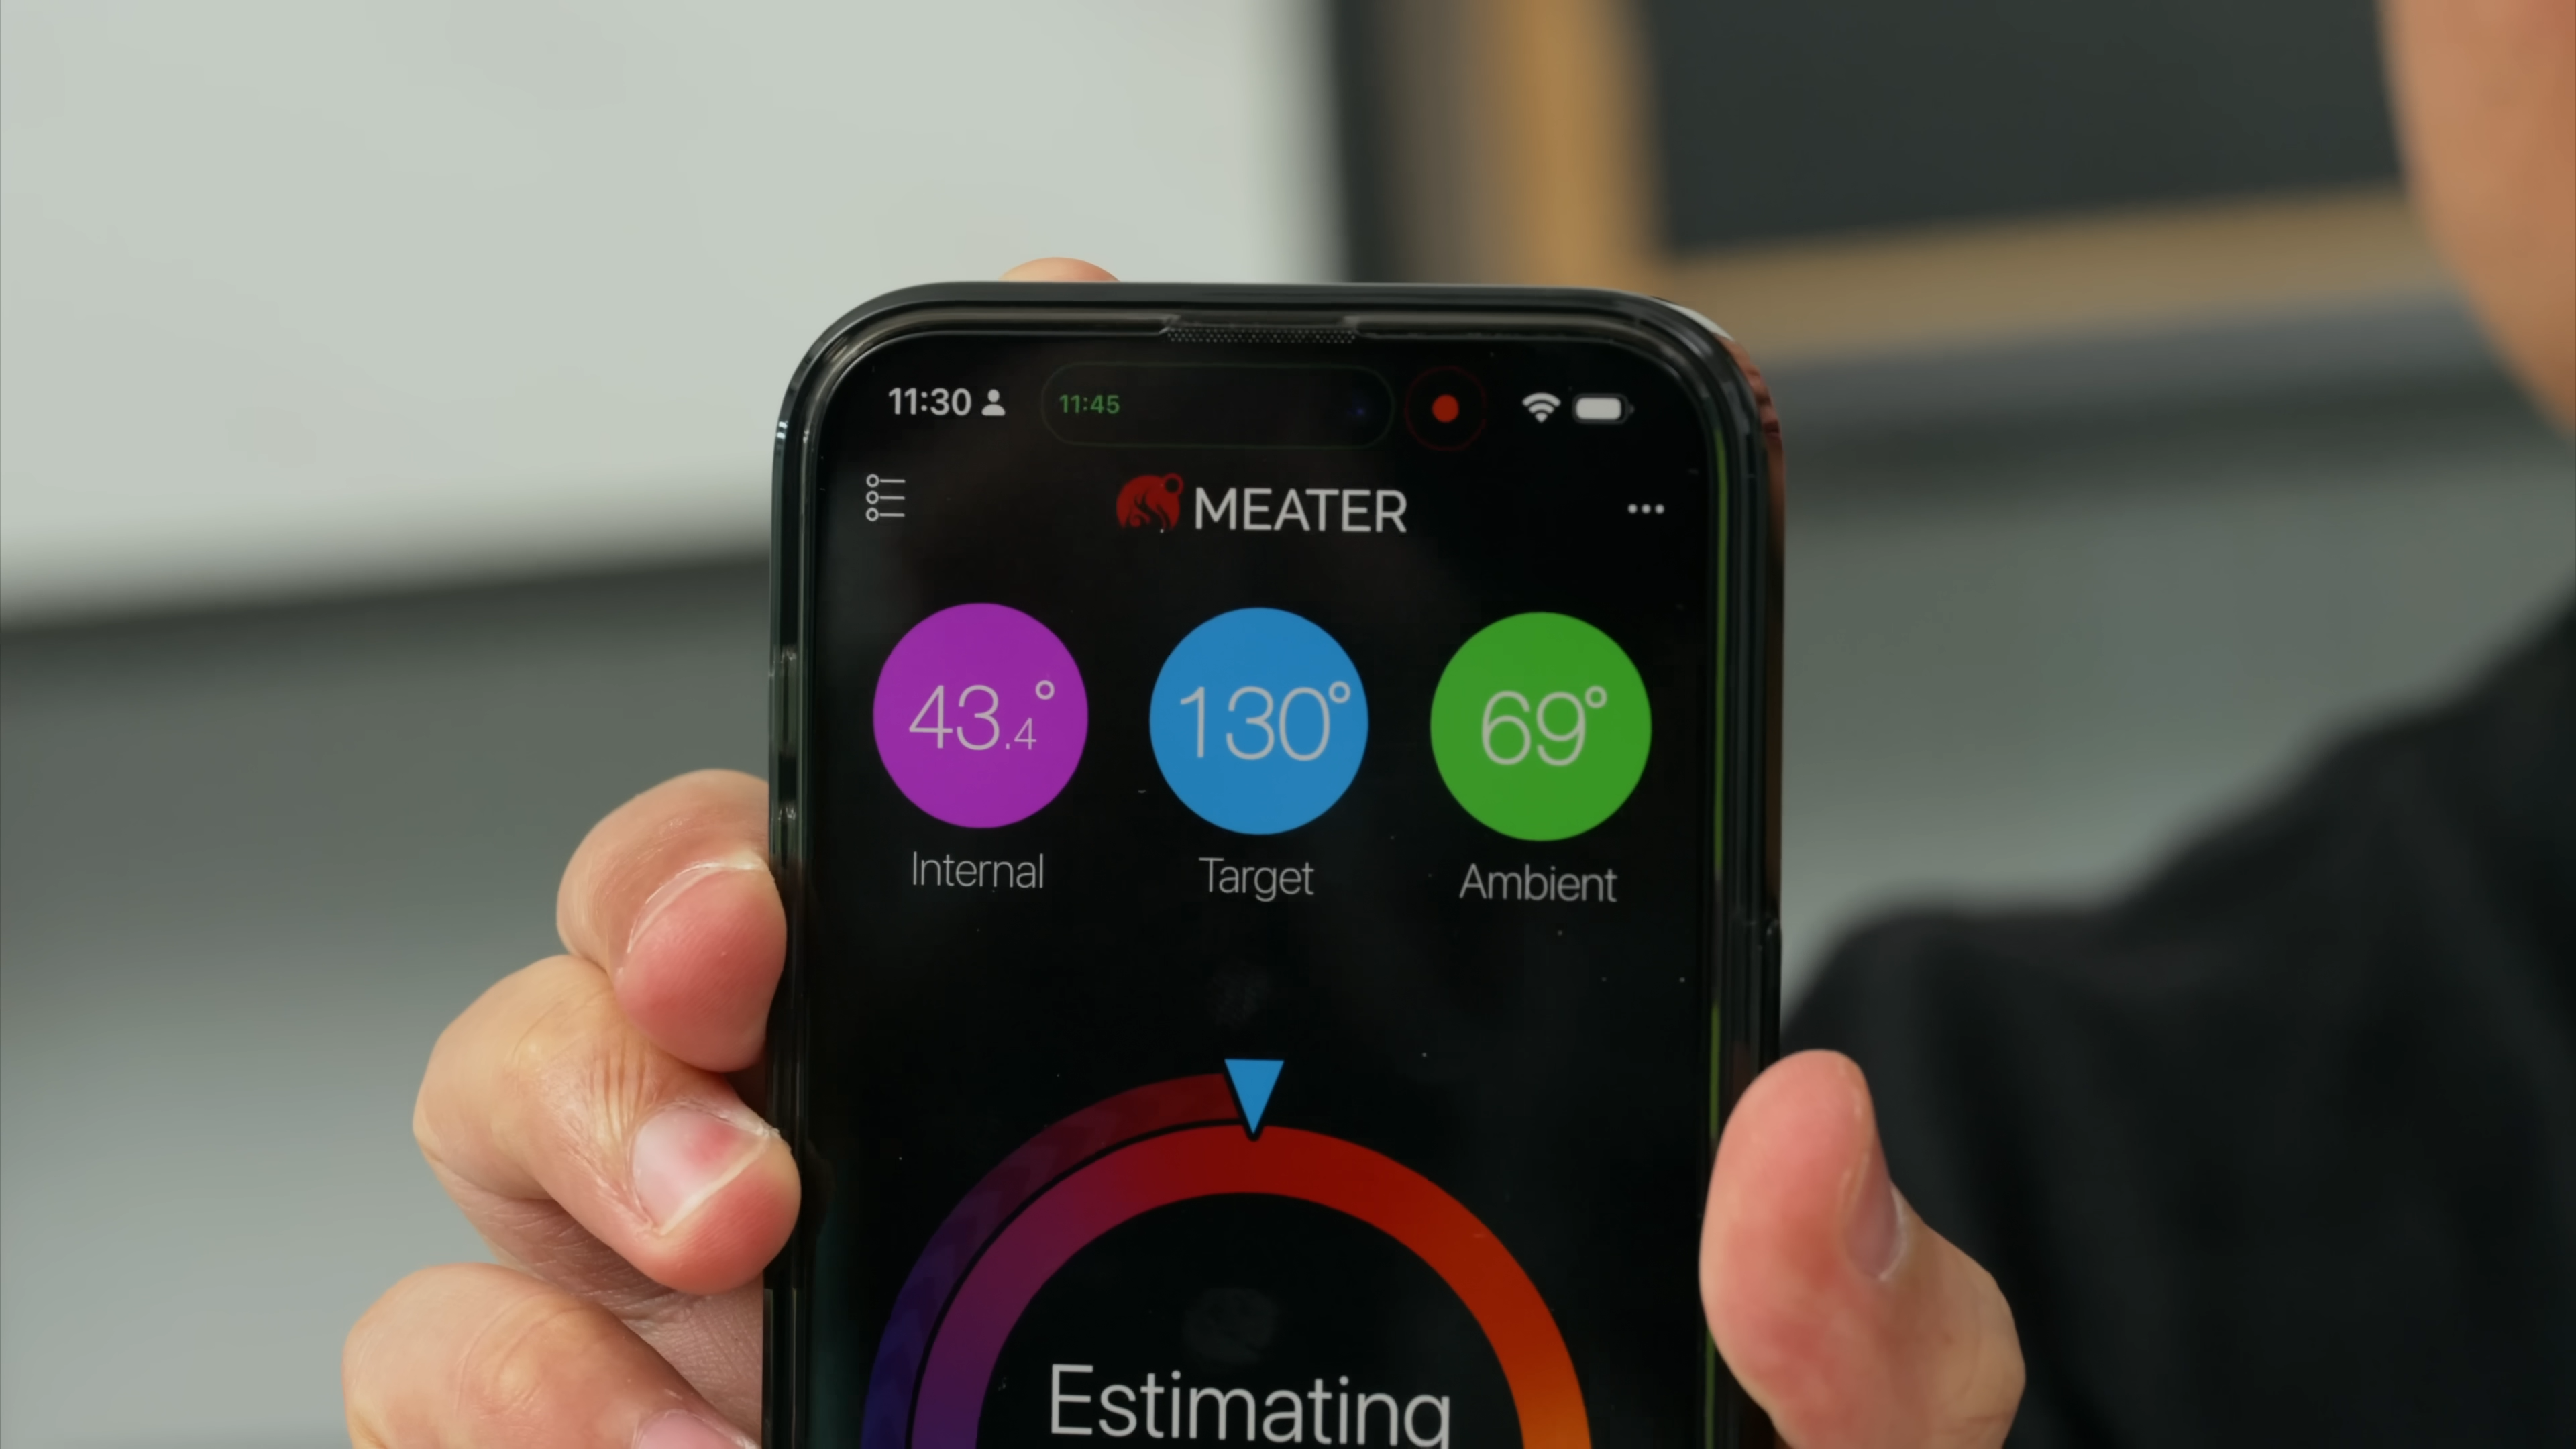 11:30 11:45
MEATER
43.4° 130° 69°
Internal Target Ambient
Estimating